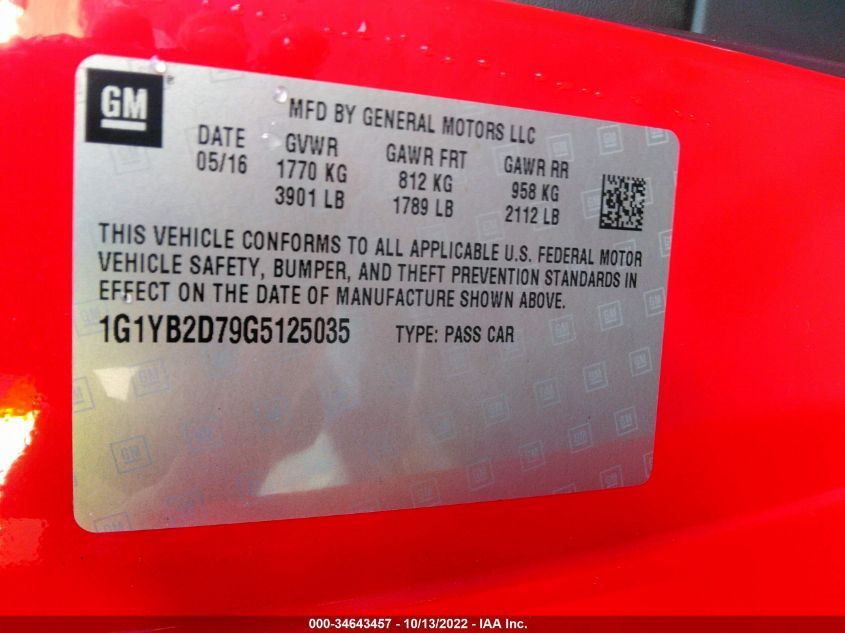 GM
MFD BY GENERAL MOTORS LLC
DATE GVWR GAWR FRT GAWR RR
05/16 1770 KG 812 KG 958 KG
3901 LB 1789 LB 2112 LB
THIS VEHICLE CONFORMS TO ALL APPLICABLE U.S. FEDERAL MOTOR
VEHICLE SAFETY, BUMPER, AND THEFT PREVENTION STANDARDS IN
EFFECT ON THE DATE OF MANUFACTURE SHOWN ABOVE.
1G1YB2D79G5125035 TYPE: PASS CAR
000-34643457 - 10/13/2022 - IAA Inc.